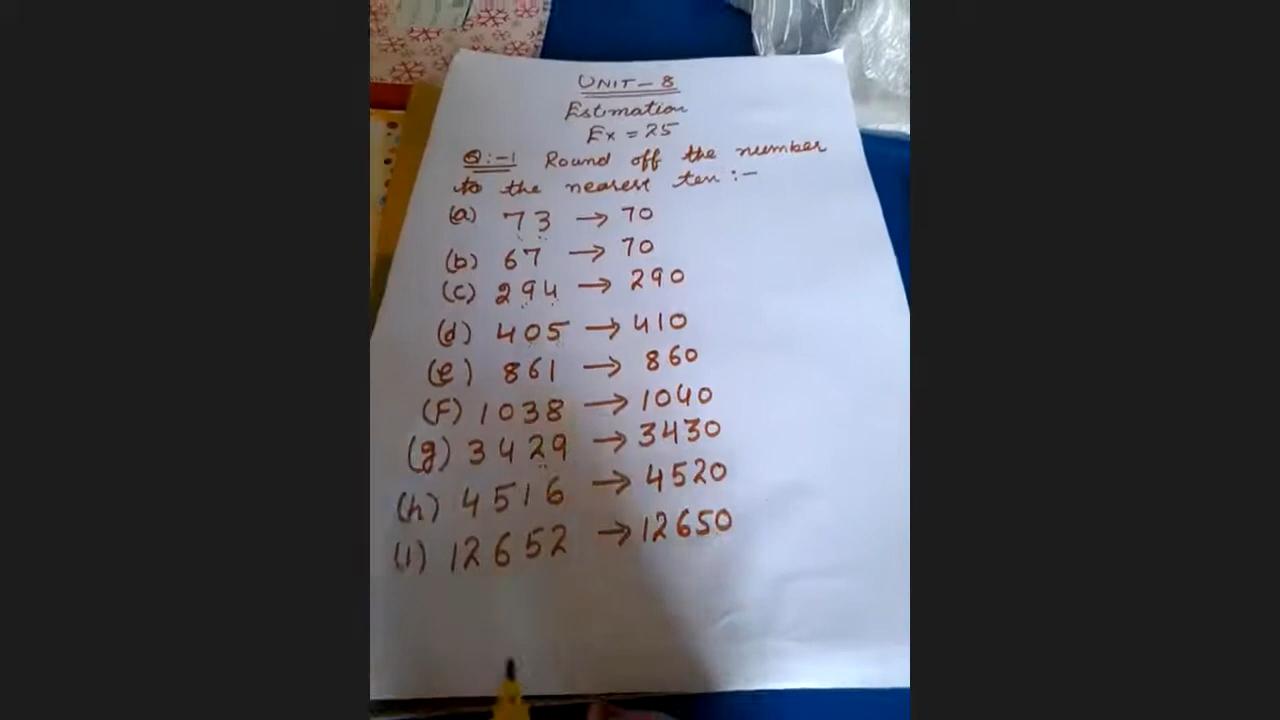 UNIT-8
Estimation
Ex = 25
Q:-1 Round off the number
to the nearest ten :-
(a) 73 → 70
(b) 67 → 70
(c) 294 → 290
(d) 405 → 410
(e) 861 → 860
(F) 1038 → 1040
(g) 3429 → 3430
(h) 4516 → 4520
(i) 12652 → 12650